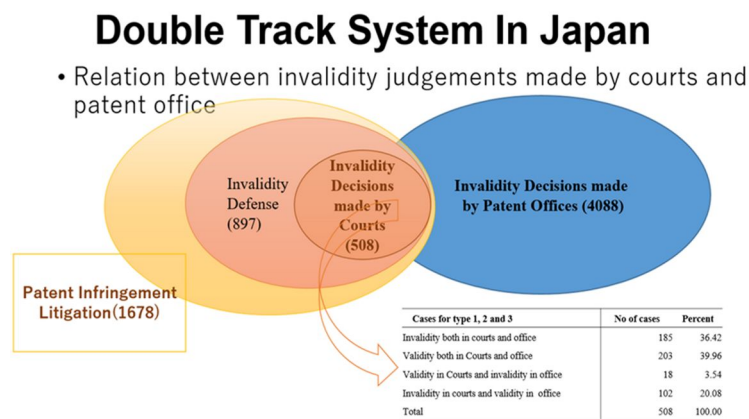 Double Track System In Japan
• Relation between invalidity judgements made by courts and
patent office
Invalidity
Defense
(897)
Invalidity
Decisions
made by
Courts
(508)
Invalidity Decisions made
by Patent Offices (4088)
Patent Infringement
Litigation(1678)
Cases for type 1, 2 and 3 No of cases Percent
Invalidity both in courts and office 185 36.42
Validity both in Courts and office 203 39.96
Validity in Courts and invalidity in office 18 3.54
Invalidity in courts and validity in office 102 20.08
Total 508 100.00